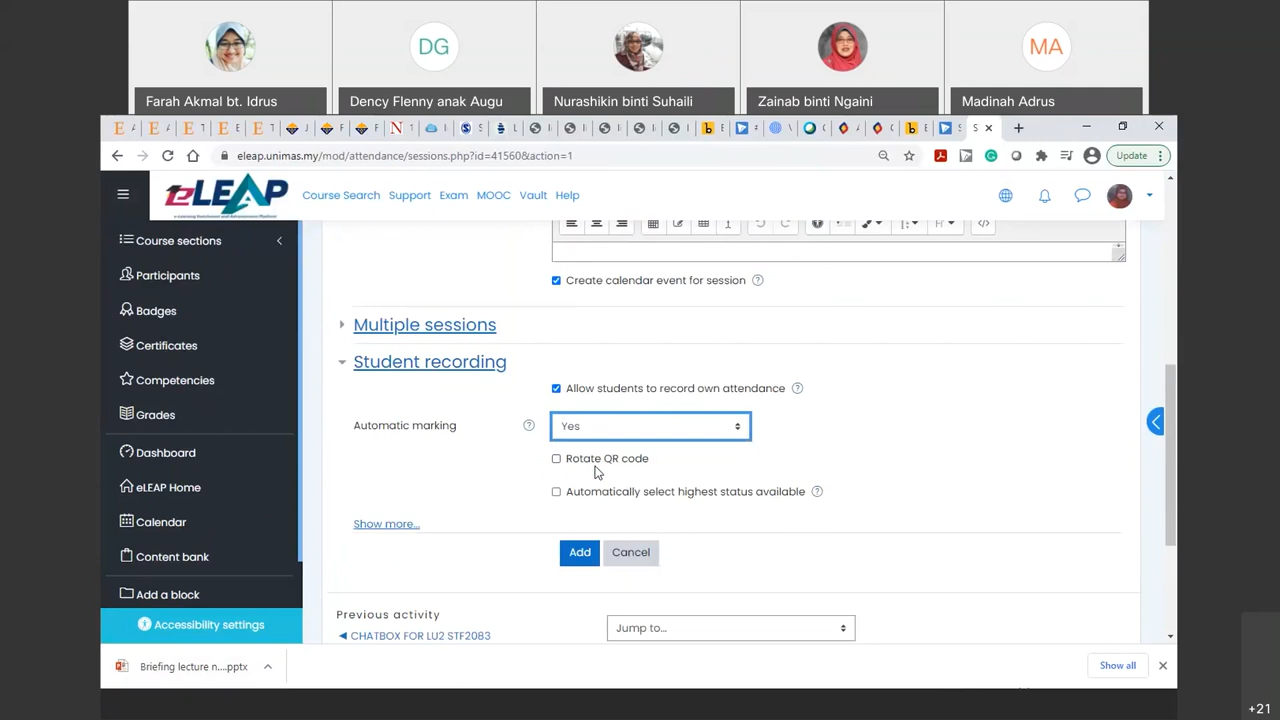 DG
MA
Farah Akmal bt. Idrus
Dency Flenny anak Augu
Nurashikin binti Suhaili
Zainab binti Ngaini
Madinah Adrus
eleap.unimas.my/mod/attendance/sessions.php?id=41560&action=1
Update
eLEAP
Course Search
Support
Exam
MOOC
Vault
Help
Course sections
Participants
Badges
Certificates
Competencies
Grades
Dashboard
eLEAP Home
Calendar
Content bank
Add a block
Accessibility settings
Create calendar event for session
Multiple sessions
Student recording
Allow students to record own attendance
Automatic marking
Yes
Rotate QR code
Automatically select highest status available
Show more...
Add
Cancel
Previous activity
CHATBOX FOR LU2 STF2083
Jump to...
Briefing lecture n....pptx
Show all
+21